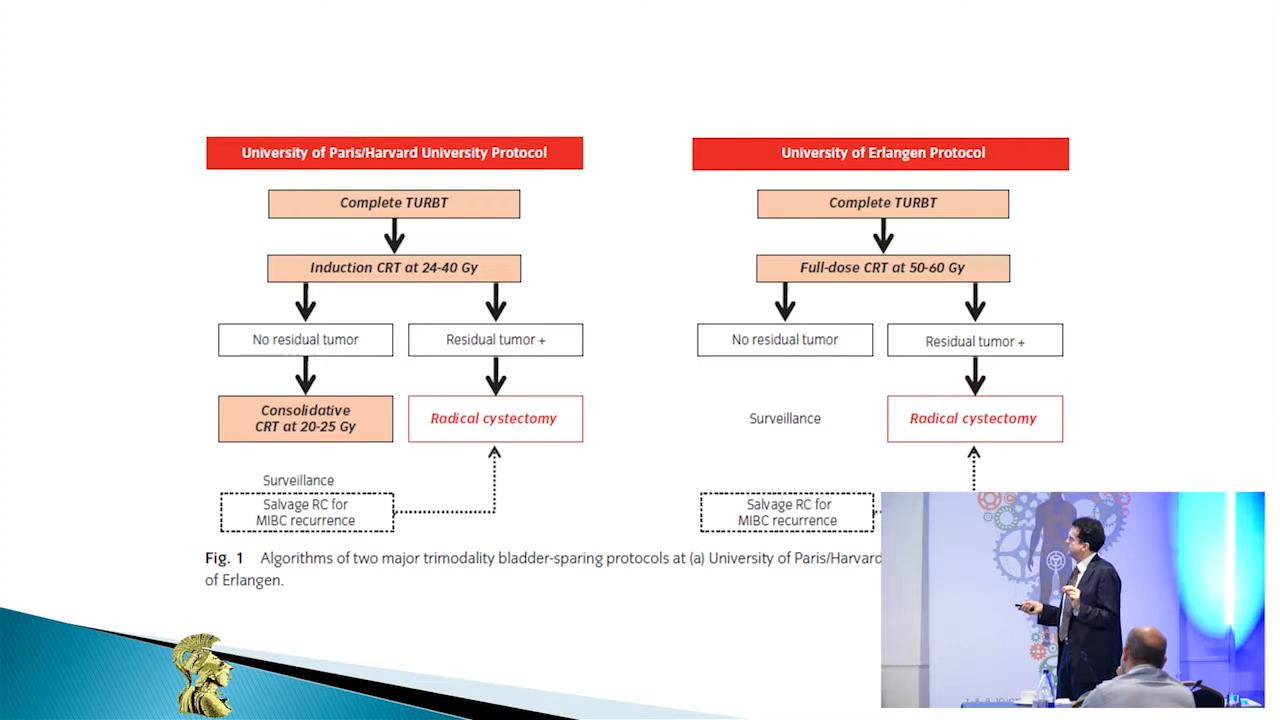 University of Paris/Harvard University Protocol
Complete TURBT
Induction CRT at 24-40 Gy
No residual tumor
Residual tumor +
Consolidative
CRT at 20-25 Gy
Radical cystectomy
Surveillance
Salvage RC for
MIBC recurrence
University of Erlangen Protocol
Complete TURBT
Full-dose CRT at 50-60 Gy
No residual tumor
Residual tumor +
Surveillance
Radical cystectomy
Salvage RC for
MIBC recurrence
Fig. 1 Algorithms of two major trimodality bladder-sparing protocols at (a) University of Paris/Harvard
of Erlangen.